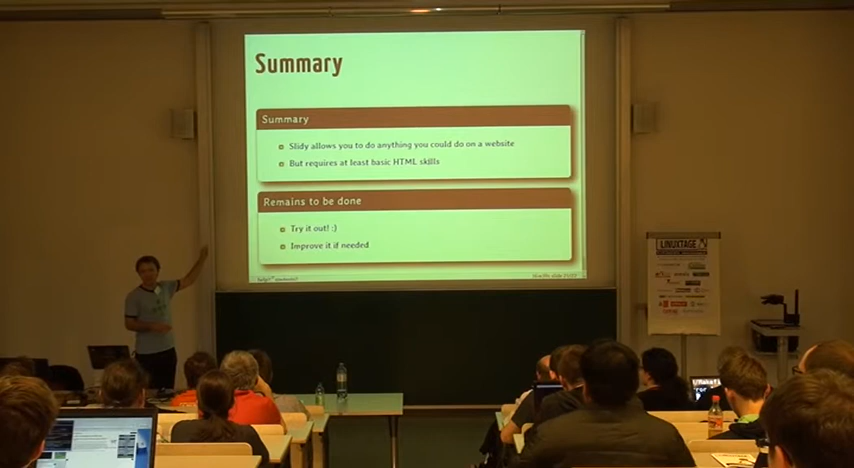 Summary
Summary
Slidy allows you to do anything you could do on a website
But requires at least basic HTML skills
Remains to be done
Try it out! :)
Improve it if needed
LINUXTAGE